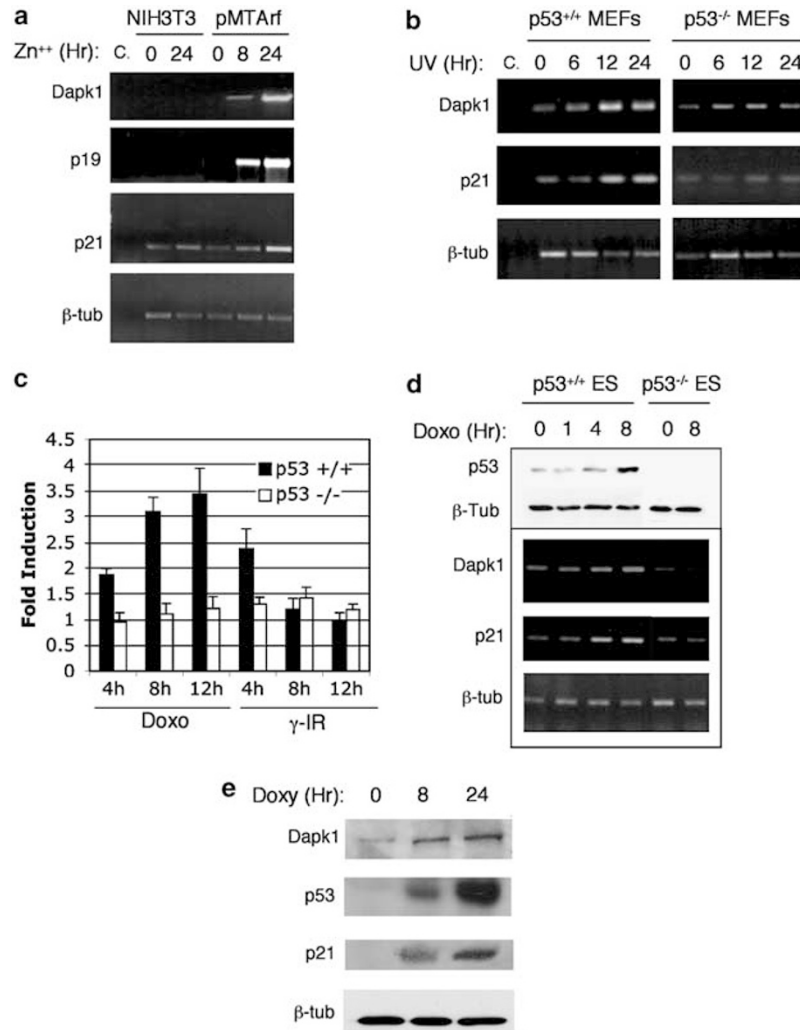 a
NIH3T3 pMTArf
Zn⁺⁺ (Hr): C. 0 24 0 8 24
Dapk1
p19
p21
β-tub
b
p53⁺/⁺ MEFs p53⁻/⁻ MEFs
UV (Hr): C. 0 6 12 24 0 6 12 24
Dapk1
p21
β-tub
c
Fold Induction
4.5
4
3.5
3
2.5
2
1.5
1
0.5
0
p53 +/+
p53 -/-
4h 8h 12h 4h 8h 12h
Doxo γ-IR
d
p53⁺/⁺ ES p53⁻/⁻ ES
Doxo (Hr): 0 1 4 8 0 8
p53
β-Tub
Dapk1
p21
β-tub
e
Doxy (Hr): 0 8 24
Dapk1
p53
p21
β-tub